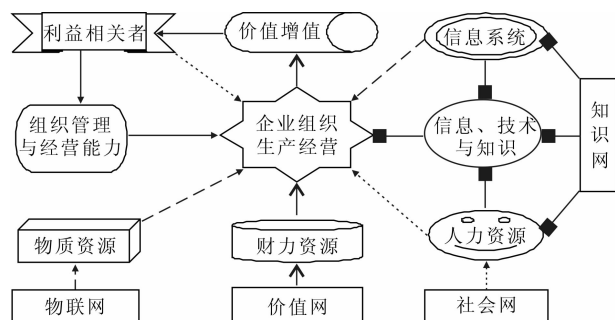 利益相关者
价值增值
信息系统
组织管理
与经营能力
企业组织
生产经营
信息、技术
与知识
知
识
网
物质资源
财力资源
人力资源
物联网
价值网
社会网